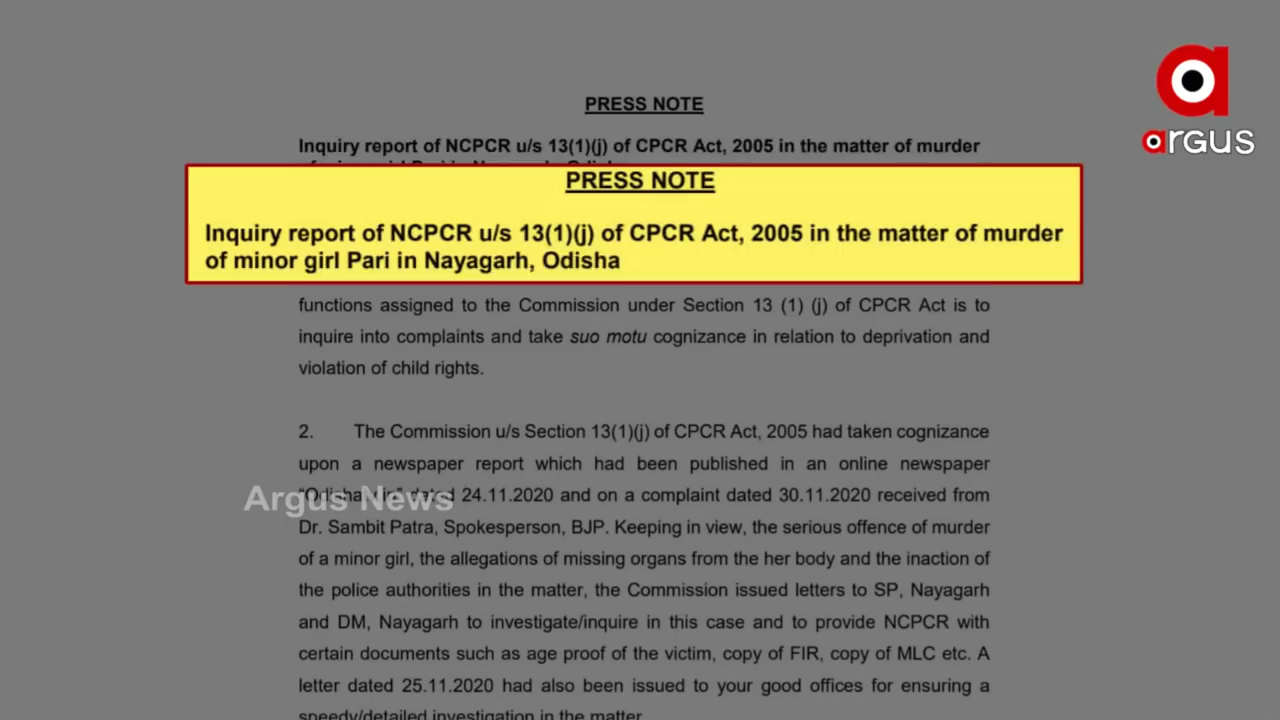 argus
PRESS NOTE
Inquiry report of NCPCR u/s 13(1)(j) of CPCR Act, 2005 in the matter of murder
PRESS NOTE
Inquiry report of NCPCR u/s 13(1)(j) of CPCR Act, 2005 in the matter of murder
of minor girl Pari in Nayagarh, Odisha
functions assigned to the Commission under Section 13 (1) (j) of CPCR Act is to
inquire into complaints and take suo motu cognizance in relation to deprivation and
violation of child rights.
2. The Commission u/s Section 13(1)(j) of CPCR Act, 2005 had taken cognizance
upon a newspaper report which had been published in an online newspaper
dated 24.11.2020 and on a complaint dated 30.11.2020 received from
Argus News
Dr. Sambit Patra, Spokesperson, BJP. Keeping in view, the serious offence of murder
of a minor girl, the allegations of missing organs from the her body and the inaction of
the police authorities in the matter, the Commission issued letters to SP, Nayagarh
and DM, Nayagarh to investigate/inquire in this case and to provide NCPCR with
certain documents such as age proof of the victim, copy of FIR, copy of MLC etc. A
letter dated 25.11.2020 had also been issued to your good offices for ensuring a
speedy/detailed investigation in the matter